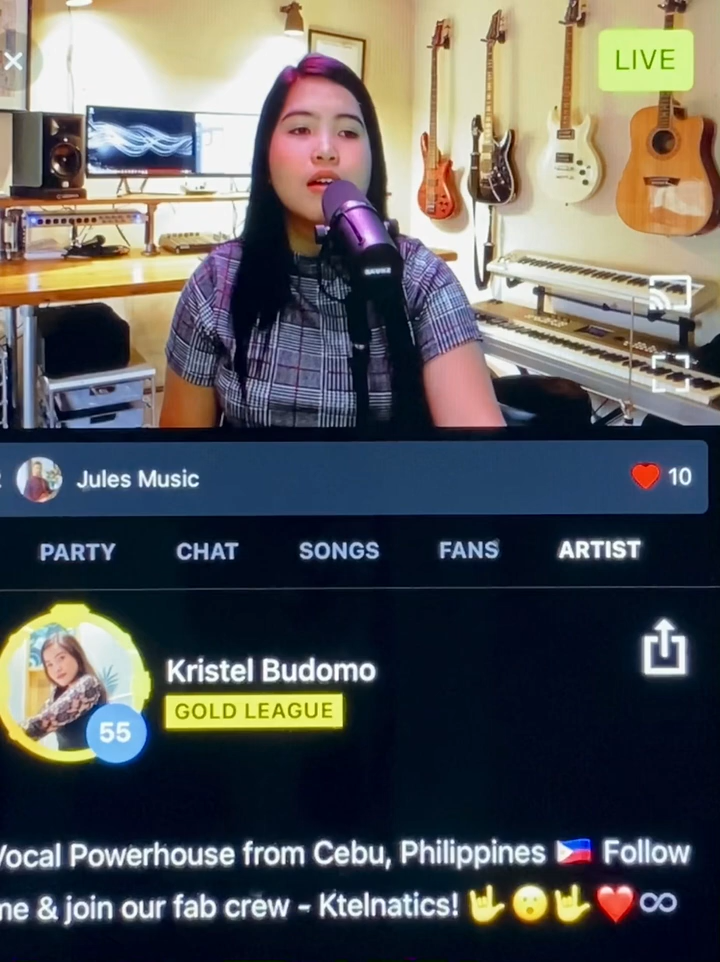 LIVE
Jules Music ❤️ 10
PARTY CHAT SONGS FANS ARTIST
Kristel Budomo
GOLD LEAGUE
55
Vocal Powerhouse from Cebu, Philippines 🇵🇭 Follow
me & join our fab crew - Ktelnatics! 🤟😮🤟❤️∞